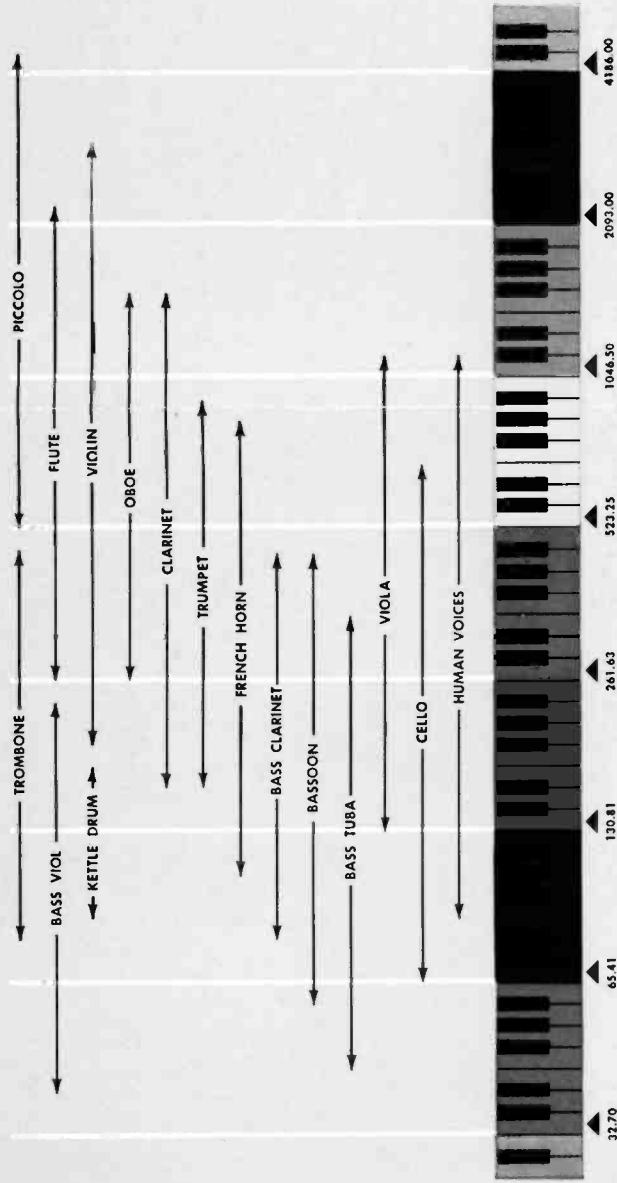 TROMBONE PICCOLO
BASS VIOL FLUTE
KETTLE DRUM VIOLIN
OBOE
CLARINET
TRUMPET
FRENCH HORN
BASS CLARINET
BASSOON
BASS TUBA
VIOLA
CELLO
HUMAN VOICES
32.70 65.41 130.81 261.63 523.25 1046.50 2093.00 4186.00